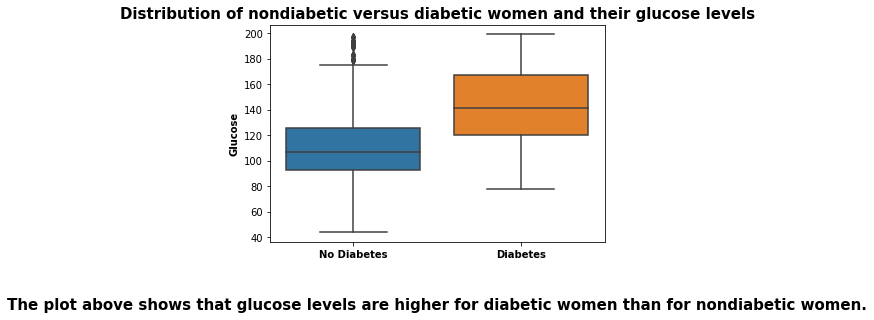 Distribution of nondiabetic versus diabetic women and their glucose levels
200
180
160
140
120
100
80
60
40
Glucose
No Diabetes Diabetes
The plot above shows that glucose levels are higher for diabetic women than for nondiabetic women.